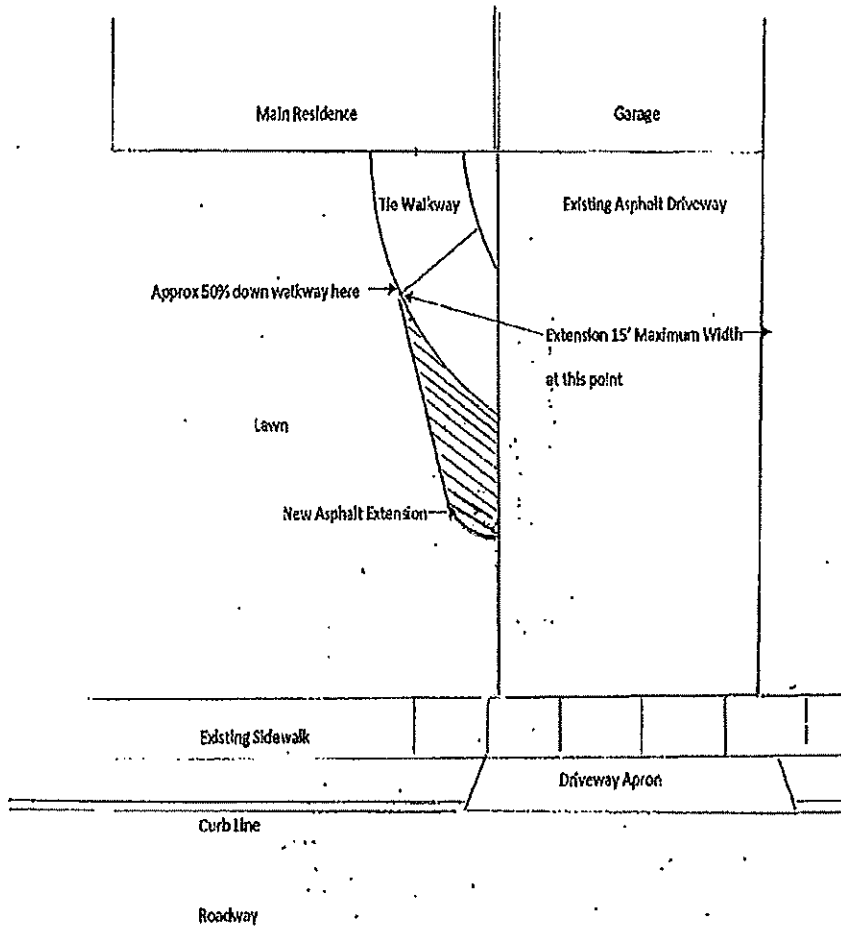 Main Residence
Garage
Tie Walkway
Existing Asphalt Driveway
Approx 50% down walkway here
Extension 15' Maximum Width
at this point
Lawn
New Asphalt Extension
Existing Sidewalk
Driveway Apron
Curb line
Roadway